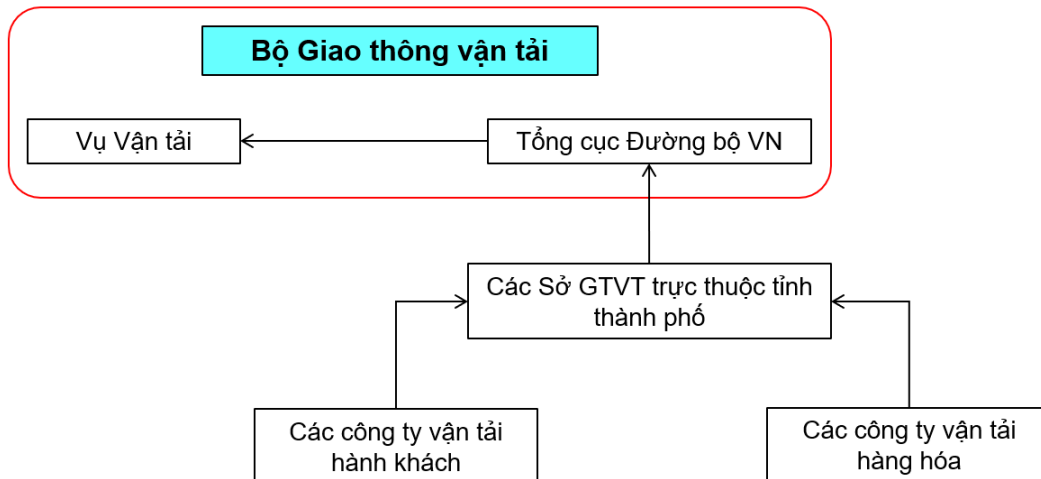 Bộ Giao thông vận tải
Vụ Vận tải
Tổng cục Đường bộ VN
Các Sở GTVT trực thuộc tỉnh
thành phố
Các công ty vận tải
hành khách
Các công ty vận tải
hàng hóa